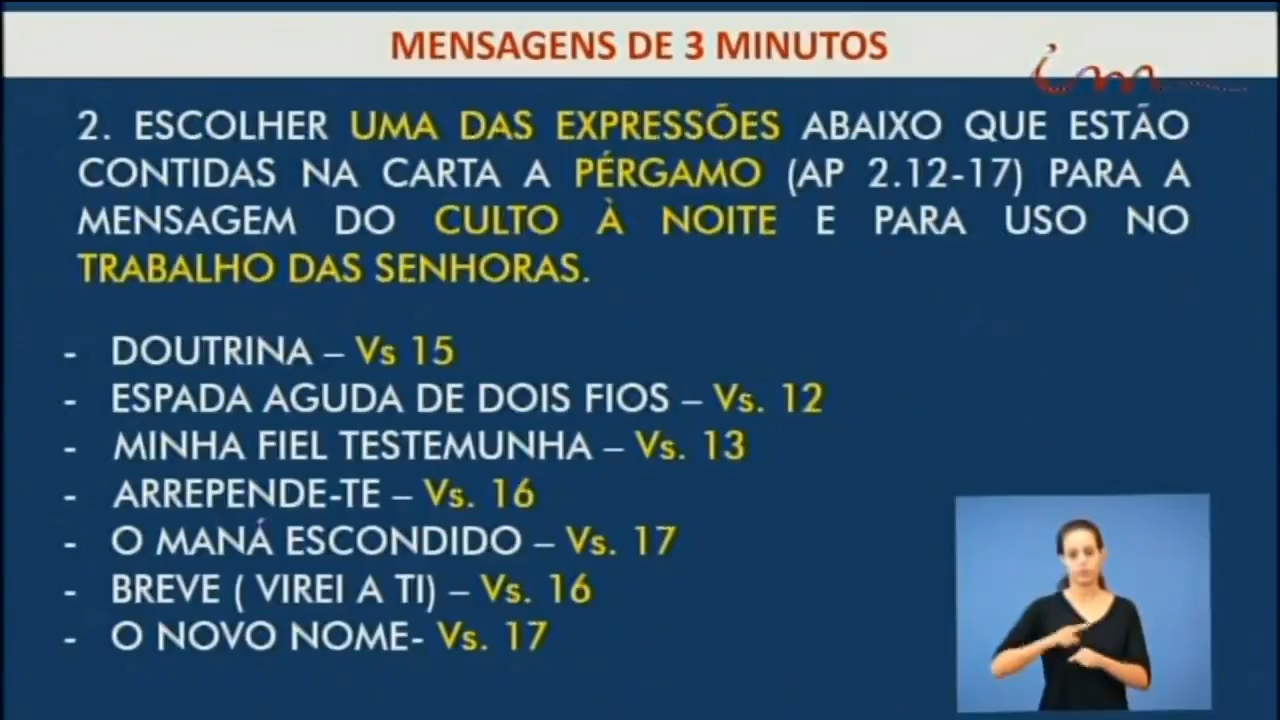 MENSAGENS DE 3 MINUTOS
im
2. ESCOLHER UMA DAS EXPRESSÕES ABAIXO QUE ESTÃO
CONTIDAS NA CARTA A PÉRGAMO (AP 2.12-17) PARA A
MENSAGEM DO CULTO À NOITE E PARA USO NO
TRABALHO DAS SENHORAS.
- DOUTRINA – Vs 15
- ESPADA AGUDA DE DOIS FIOS – Vs. 12
- MINHA FIEL TESTEMUNHA – Vs. 13
- ARREPENDE-TE – Vs. 16
- O MANÁ ESCONDIDO – Vs. 17
- BREVE ( VIREI A TI) – Vs. 16
- O NOVO NOME- Vs. 17